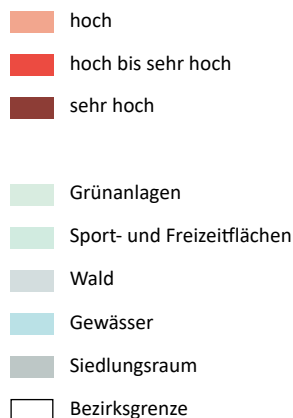 hoch
hoch bis sehr hoch
sehr hoch
Grünanlagen
Sport- und Freizeitflächen
Wald
Gewässer
Siedlungsraum
Bezirksgrenze